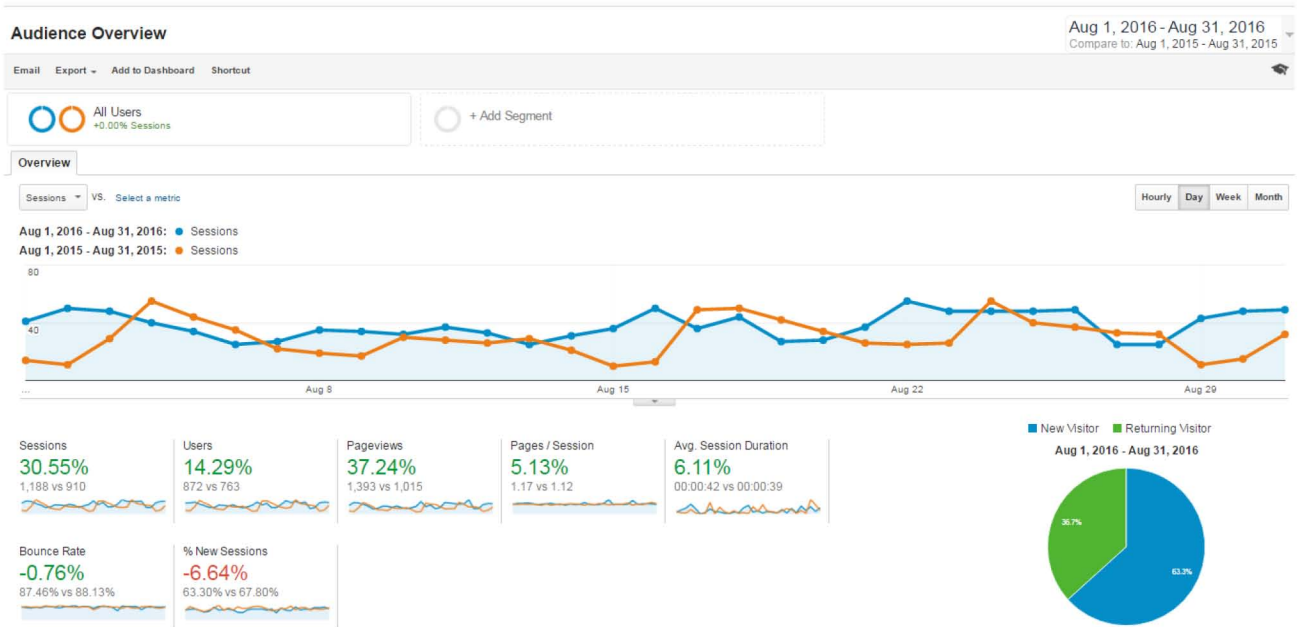 Audience Overview
Aug 1, 2016 - Aug 31, 2016
Compare to: Aug 1, 2015 - Aug 31, 2015
Email Export Add to Dashboard Shortcut
All Users
+0.00% Sessions
+ Add Segment
Overview
Sessions VS. Select a metric
Hourly Day Week Month
Aug 1, 2016 - Aug 31, 2016: Sessions
Aug 1, 2015 - Aug 31, 2015: Sessions
80
40
... Aug 8 Aug 15 Aug 22 Aug 29
Sessions
30.55%
1,188 vs 910
Users
14.29%
872 vs 763
Pageviews
37.24%
1,393 vs 1,015
Pages / Session
5.13%
1.17 vs 1.12
Avg. Session Duration
6.11%
00:00:42 vs 00:00:39
Bounce Rate
-0.76%
87.46% vs 88.13%
% New Sessions
-6.64%
63.30% vs 67.80%
New Visitor Returning Visitor
Aug 1, 2016 - Aug 31, 2016
36.7%
63.3%